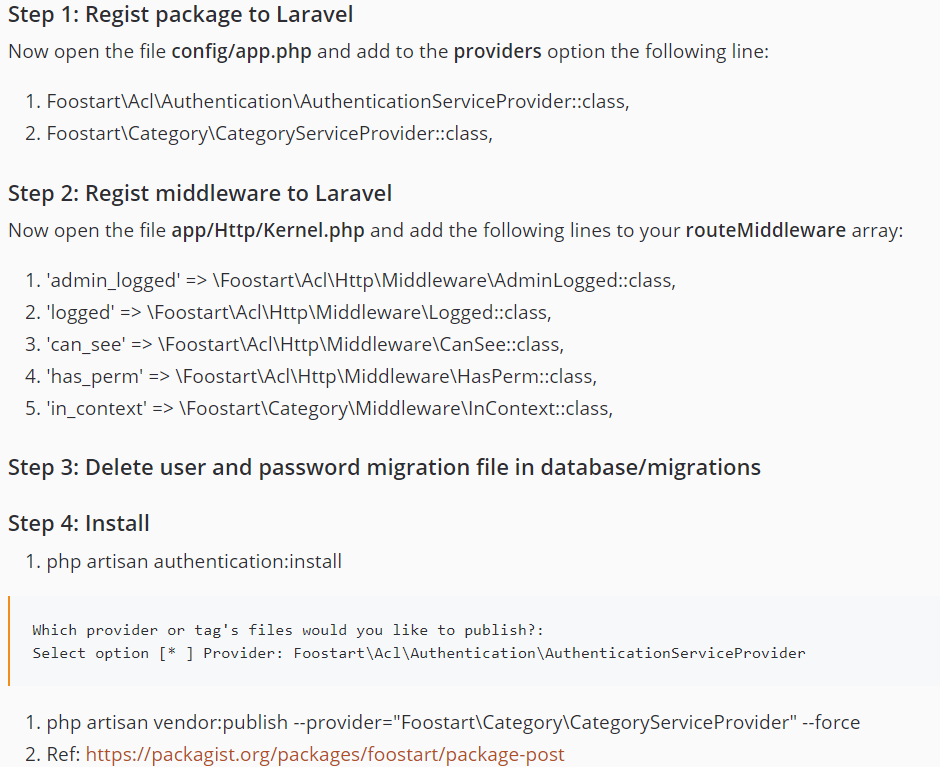 Step 1: Regist package to Laravel
Now open the file config/app.php and add to the providers option the following line:
1. Foostart\Acl\Authentication\AuthenticationServiceProvider::class,
2. Foostart\Category\CategoryServiceProvider::class,
Step 2: Regist middleware to Laravel
Now open the file app/Http/Kernel.php and add the following lines to your routeMiddleware array:
1. 'admin_logged' => \Foostart\Acl\Http\Middleware\AdminLogged::class,
2. 'logged' => \Foostart\Acl\Http\Middleware\Logged::class,
3. 'can_see' => \Foostart\Acl\Http\Middleware\CanSee::class,
4. 'has_perm' => \Foostart\Acl\Http\Middleware\HasPerm::class,
5. 'in_context' => \Foostart\Category\Middleware\InContext::class,
Step 3: Delete user and password migration file in database/migrations
Step 4: Install
1. php artisan authentication:install
Which provider or tag's files would you like to publish?:
Select option [* ] Provider: Foostart\Acl\Authentication\AuthenticationServiceProvider
1. php artisan vendor:publish --provider="Foostart\Category\CategoryServiceProvider" --force
2. Ref: https://packagist.org/packages/foostart/package-post